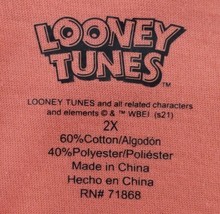 LOONEY
TUNES™
LOONEY TUNES and all related characters
and elements © & ™ WBEI (s21)
2X
60%Cotton/Algodón
40%Polyester/Poliéster
Made in China
Hecho en China
RN# 71868